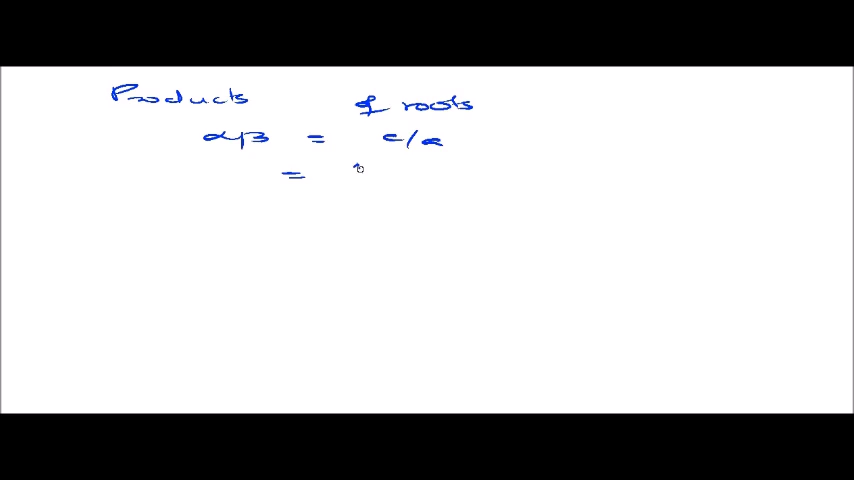 Products of roots
αβ = c/a
=